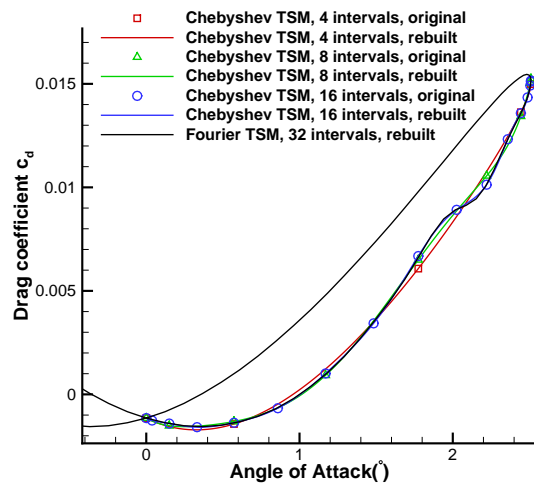 Chebyshev TSM, 4 intervals, original
Chebyshev TSM, 4 intervals, rebuilt
Chebyshev TSM, 8 intervals, original
Chebyshev TSM, 8 intervals, rebuilt
Chebyshev TSM, 16 intervals, original
Chebyshev TSM, 16 intervals, rebuilt
Fourier TSM, 32 intervals, rebuilt
0.015
0.01
0.005
0
Drag coefficient c_d
0 1 2
Angle of Attack(°)